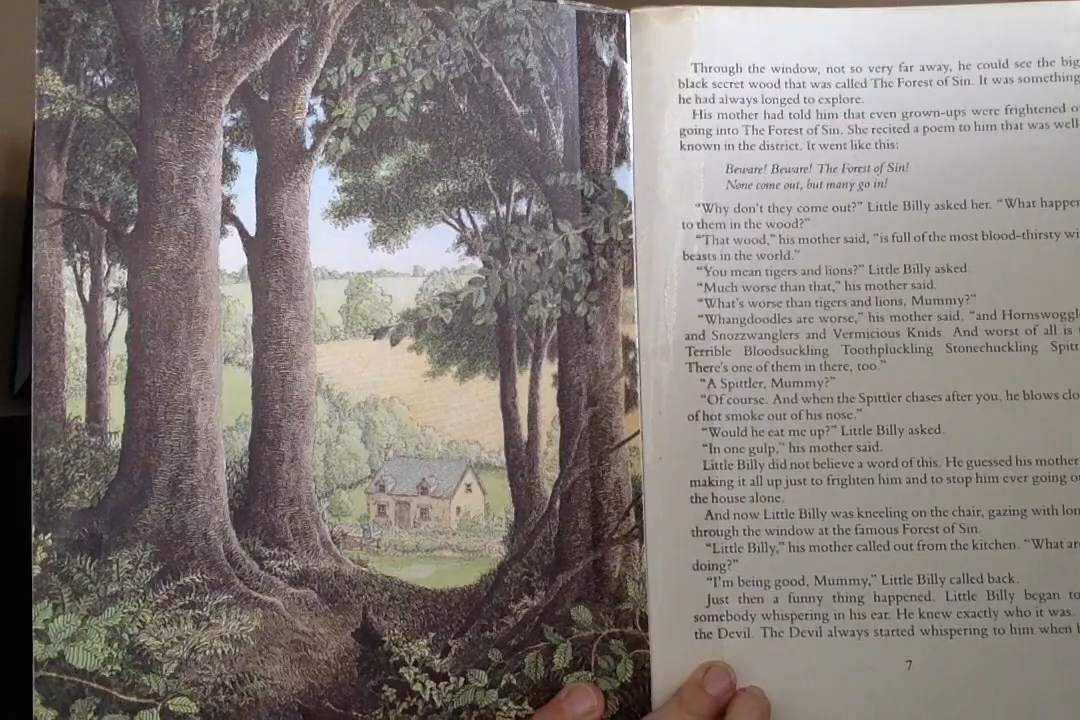 Through the window, not so very far away, he could see the big
black secret wood that was called The Forest of Sin. It was something
he had always longed to explore.
His mother had told him that even grown-ups were frightened o
going into The Forest of Sin. She recited a poem to him that was well-
known in the district. It went like this:
Beware! Beware! The Forest of Sin!
None come out, but many go in!
“Why don't they come out?” Little Billy asked her. “What happen
to them in the wood?”
“That wood,” his mother said, “is full of the most blood-thirsty wi
beasts in the world.”
“You mean tigers and lions?” Little Billy asked.
“Much worse than that,” his mother said.
“What's worse than tigers and lions, Mummy?”
“Whangdoodles are worse,” his mother said, “and Hornswoggl
and Snozzwanglers and Vermicious Knids. And worst of all is
Terrible Bloodsuckling Toothpluckling Stonechuckling Spitt
There's one of them in there, too.”
“A Spittler, Mummy?”
“Of course. And when the Spittler chases after you, he blows clo
of hot smoke out of his nose.”
“Would he eat me up?” Little Billy asked.
“In one gulp,” his mother said.
Little Billy did not believe a word of this. He guessed his mother
making it all up just to frighten him and to stop him ever going o
the house alone.
And now Little Billy was kneeling on the chair, gazing with lon
through the window at the famous Forest of Sin.
“Little Billy,” his mother called out from the kitchen. “What ar
doing?”
“I'm being good, Mummy,” Little Billy called back.
Just then a funny thing happened. Little Billy began to
somebody whispering in his ear. He knew exactly who it was.
the Devil. The Devil always started whispering to him when
7